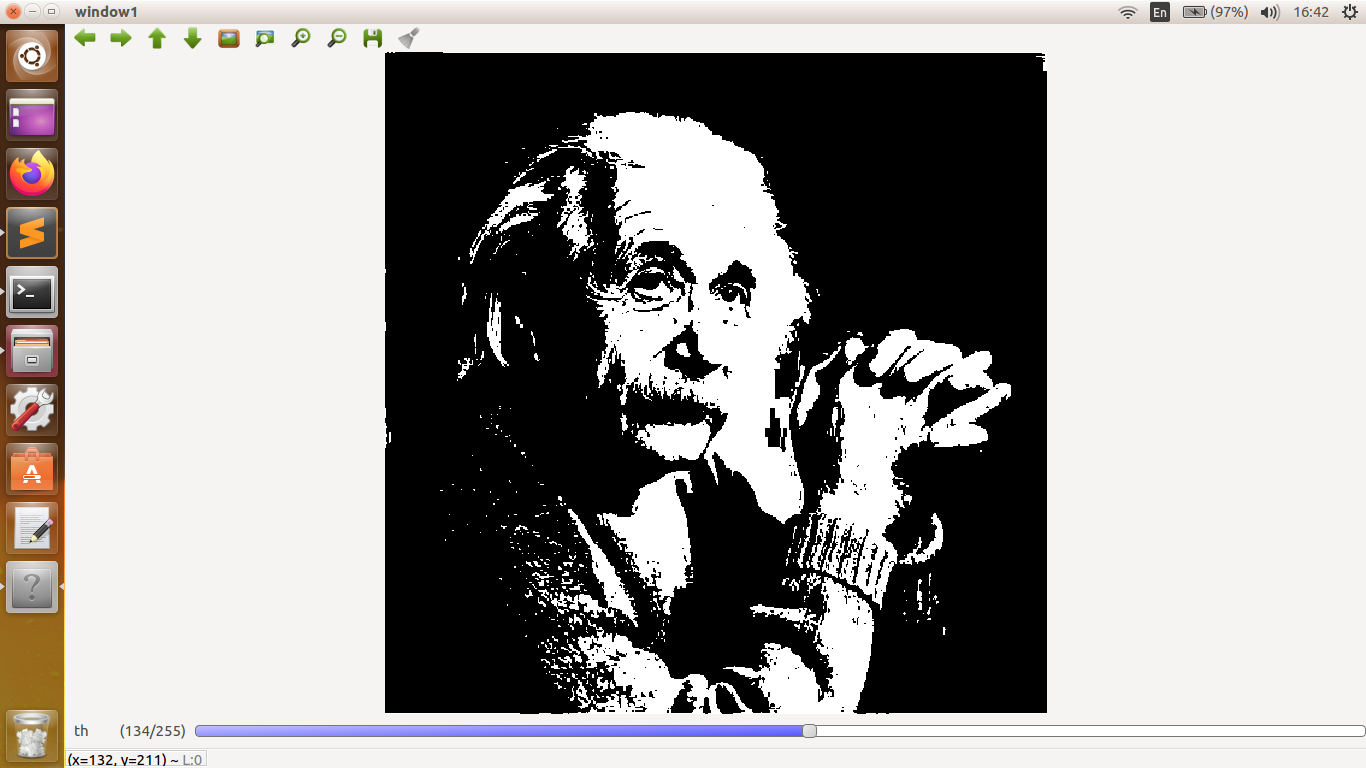 window1
En
(97%)
16:42
th (134/255)
(x=132, y=211) ~ L:0